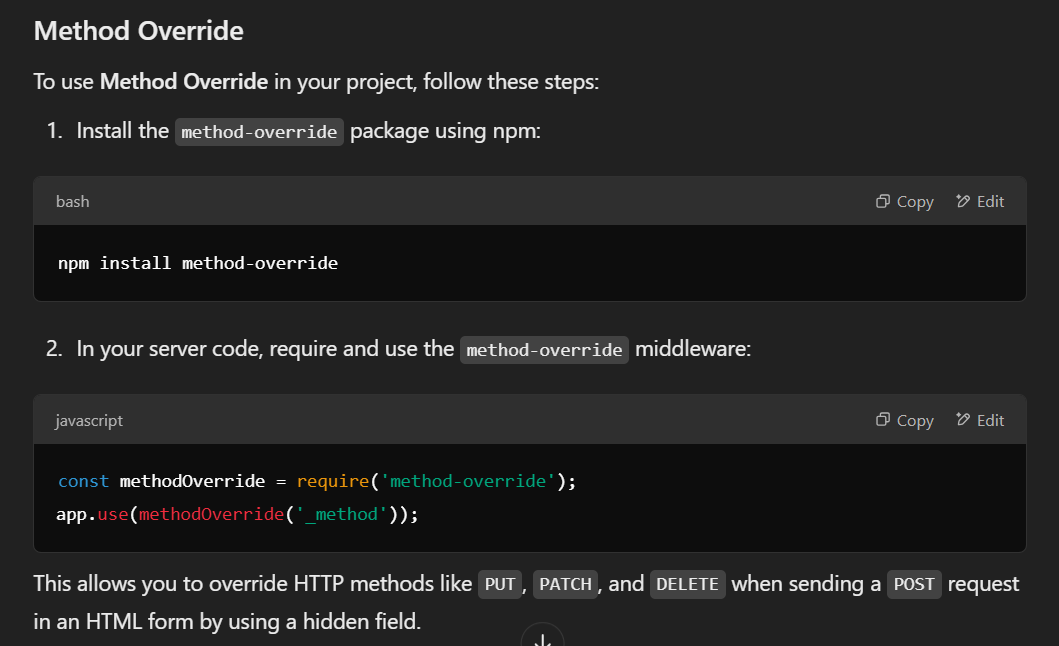 Method Override
To use Method Override in your project, follow these steps:
1. Install the method-override package using npm:
bash
Copy
Edit
npm install method-override
2. In your server code, require and use the method-override middleware:
javascript
Copy
Edit
const methodOverride = require('method-override');
app.use(methodOverride('_method'));
This allows you to override HTTP methods like PUT, PATCH, and DELETE when sending a POST request
in an HTML form by using a hidden field.